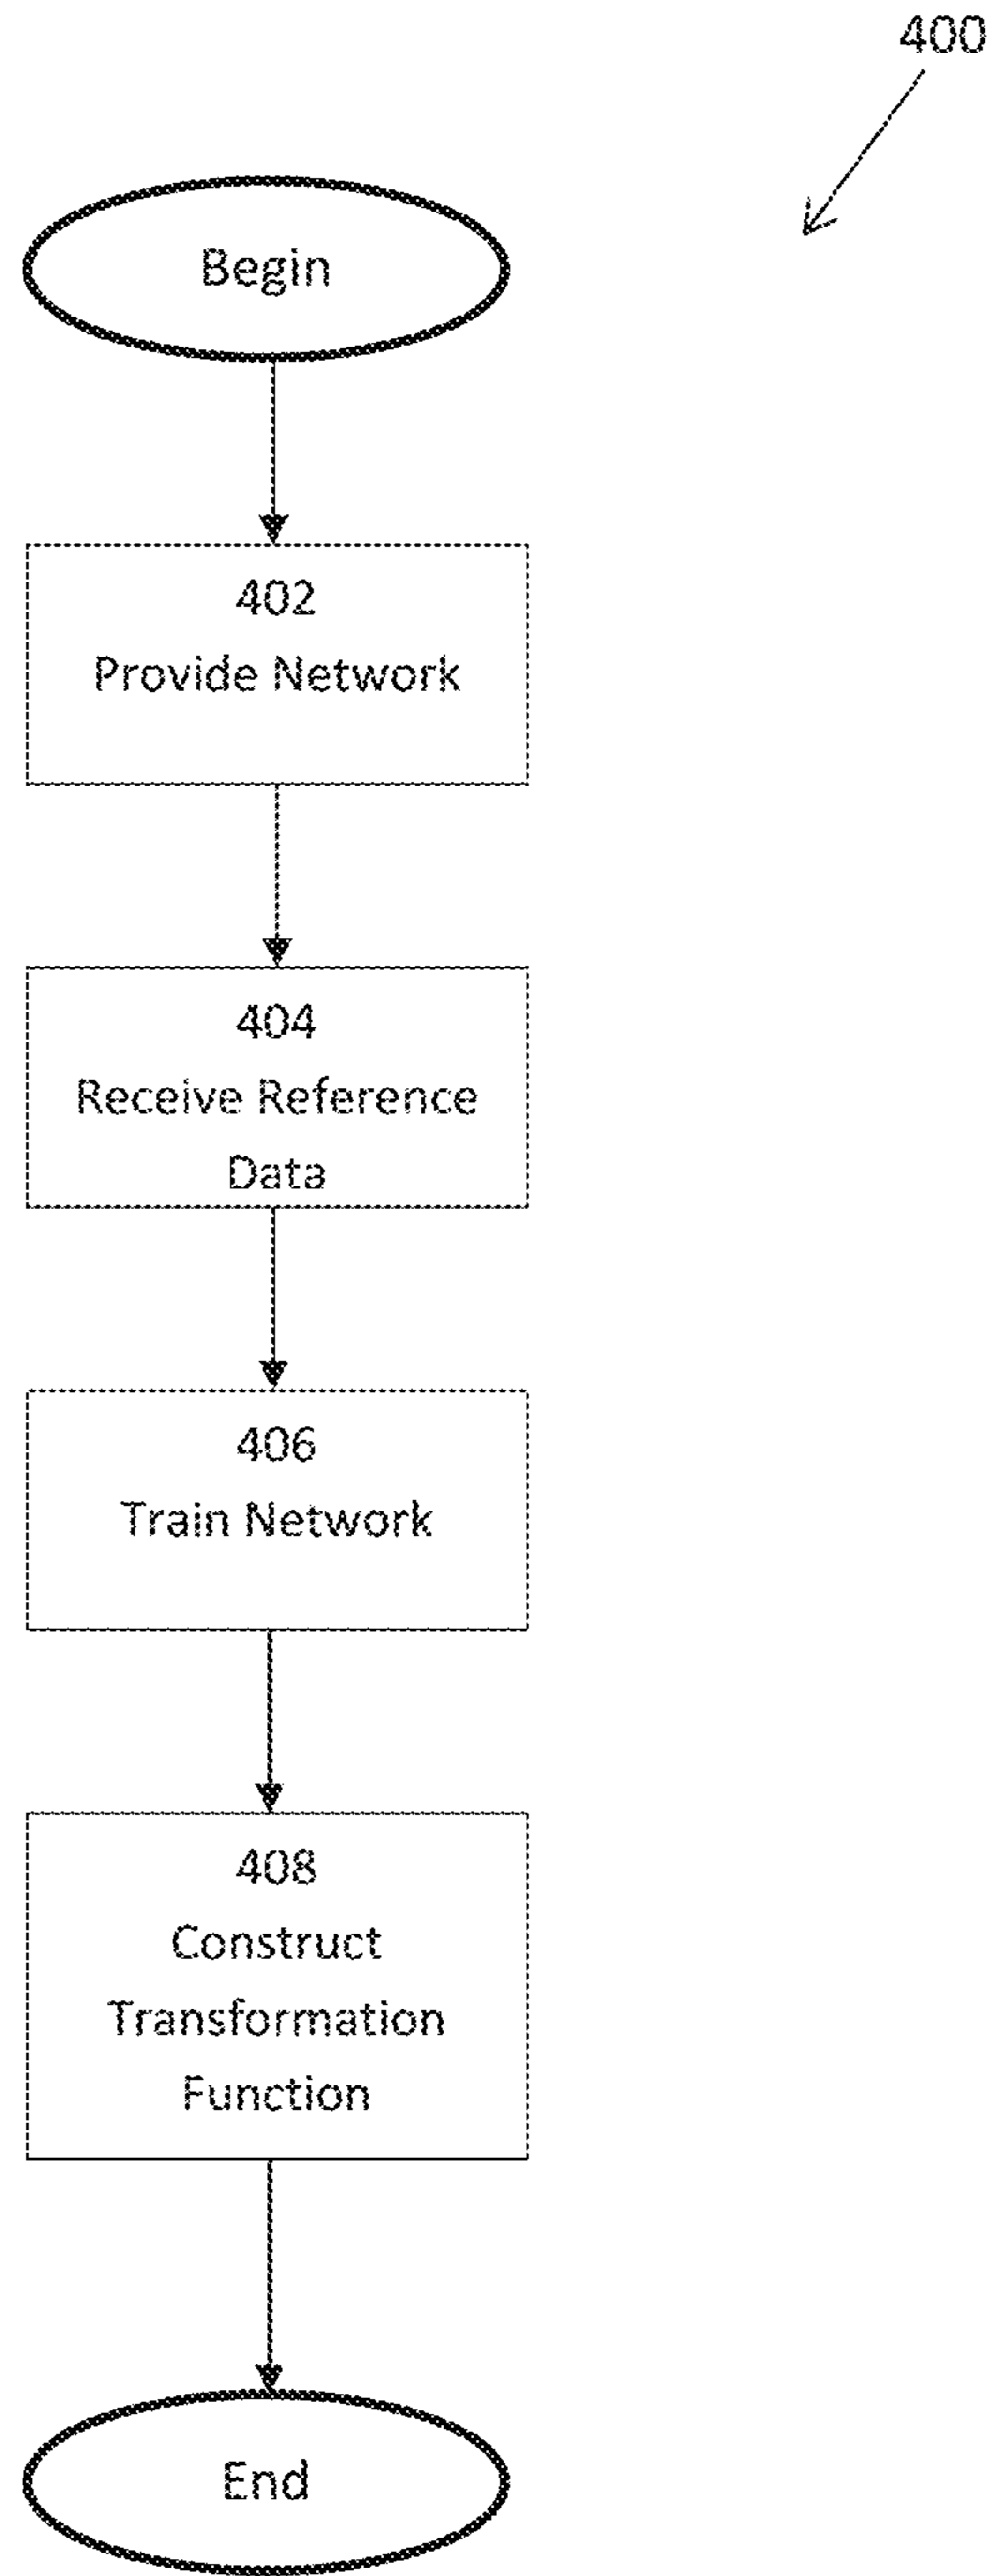 400
Begin
402
Provide Network
404
Receive Reference
Data
406
Train Network
408
Construct
Transformation
Function
End